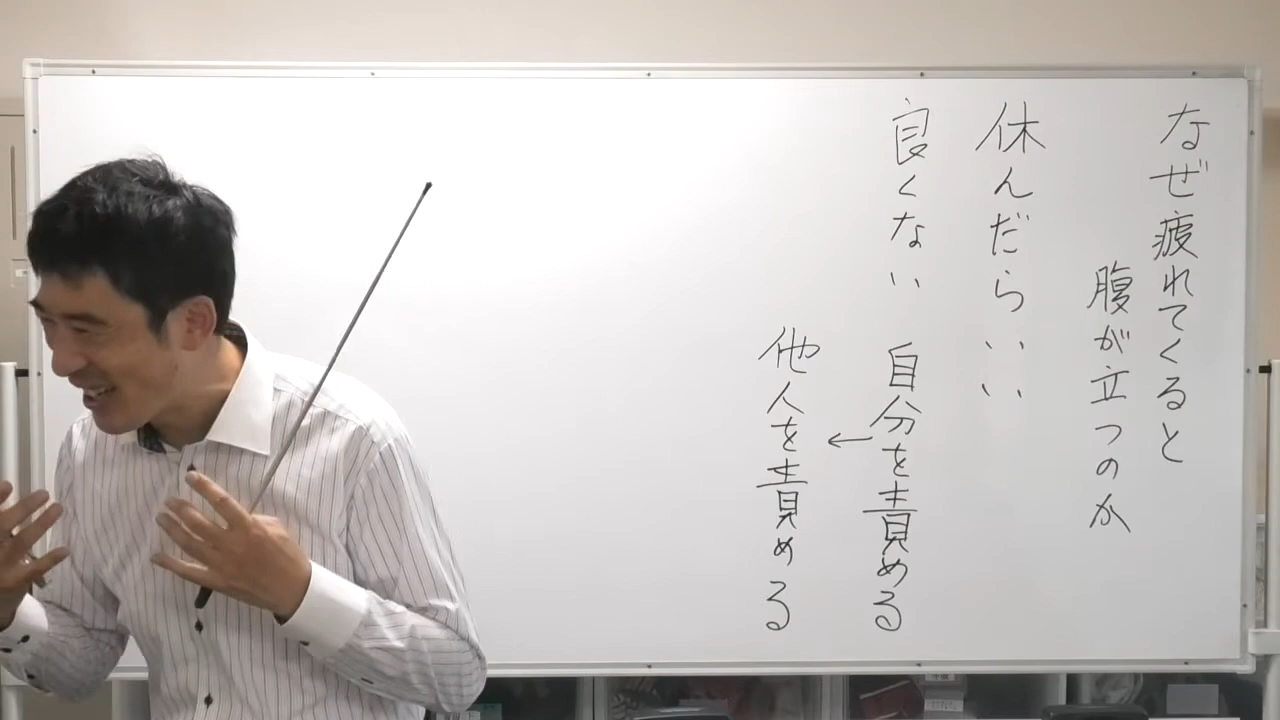 なぜ疲れてくると
腹が立つのか
休んだらいい
良くない 自分を責める
←
他人を責める